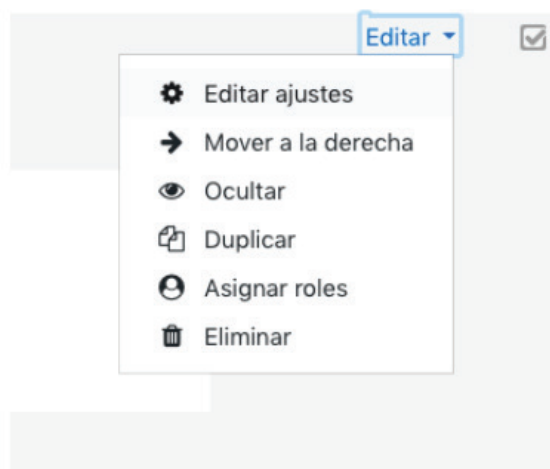 Editar
Editar ajustes
Mover a la derecha
Ocultar
Duplicar
Asignar roles
Eliminar